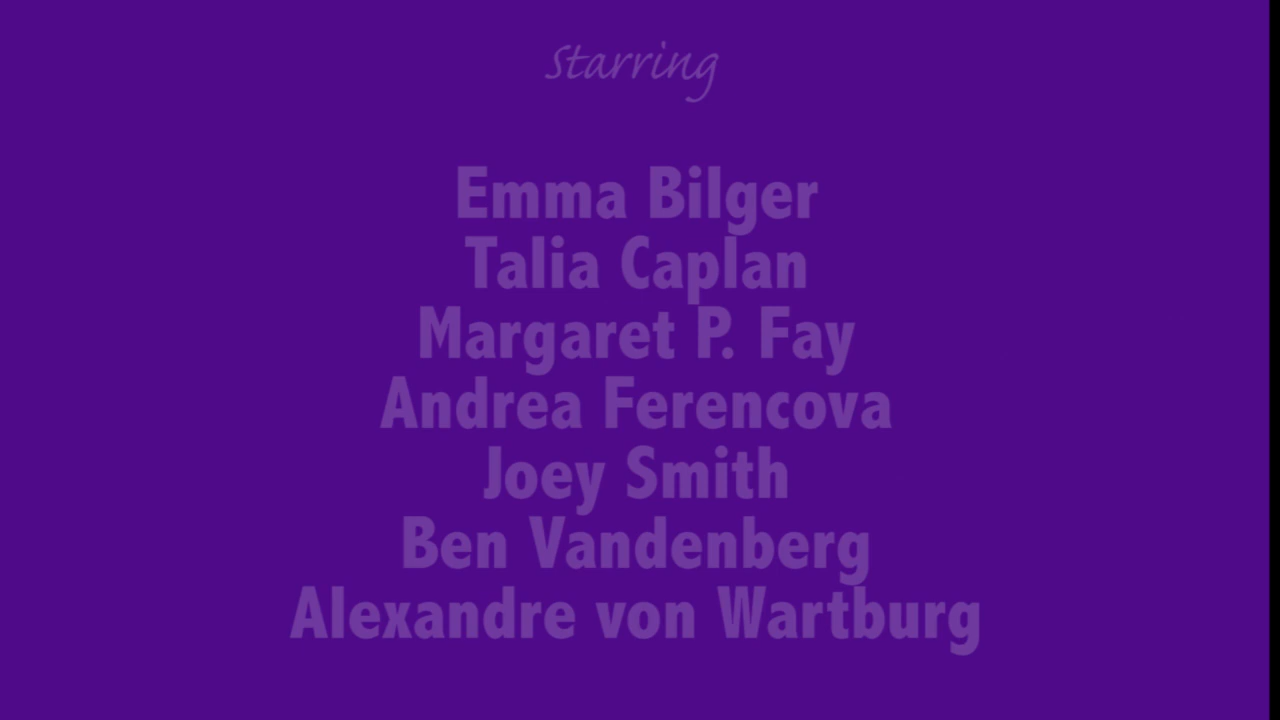 Starring
Emma Bilger
Talia Caplan
Margaret P. Fay
Andrea Ferencova
Joey Smith
Ben Vandenberg
Alexandre von Wartburg